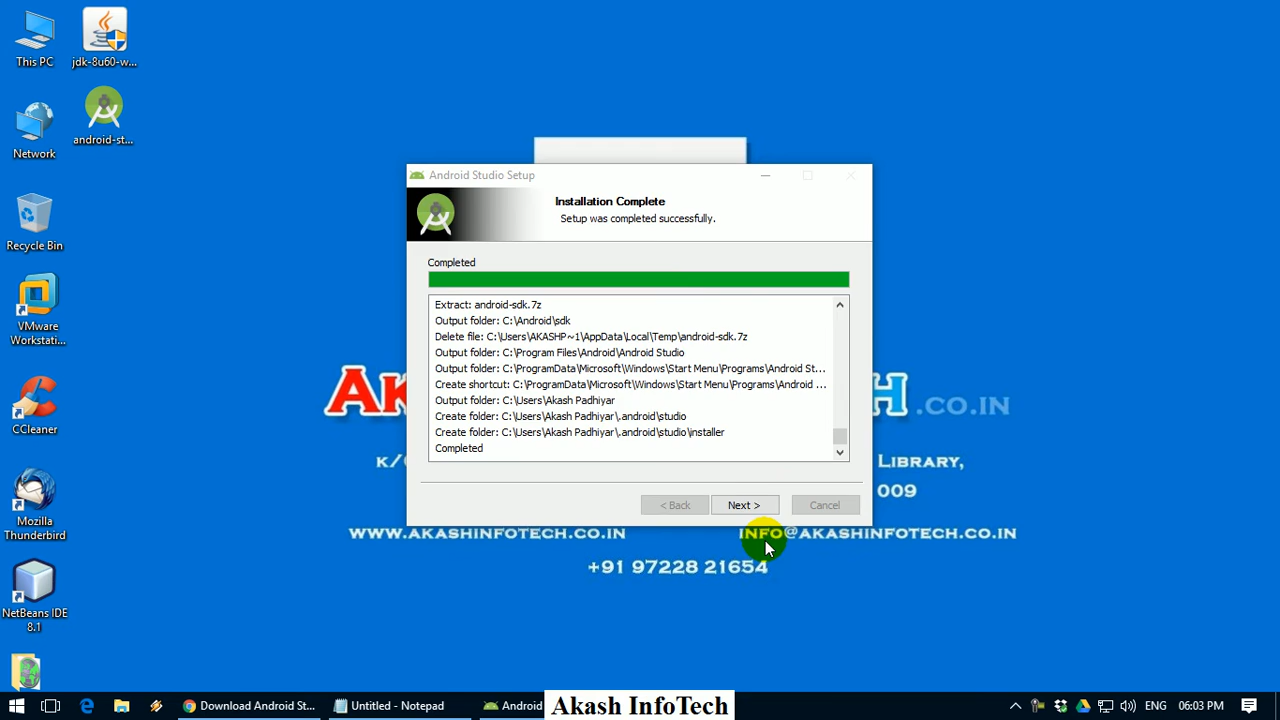 This PC
jdk-8u60-w...
Network
android-st...
Recycle Bin
VMware
Workstati...
CCleaner
Mozilla
Thunderbird
NetBeans IDE
8.1
Android Studio Setup
Installation Complete
Setup was completed successfully.
Completed
Extract: android-sdk.7z
Output folder: C:\Android\sdk
Delete file: C:\Users\AKASHP~1\AppData\Local\Temp\android-sdk.7z
Output folder: C:\Program Files\Android\Android Studio
Output folder: C:\ProgramData\Microsoft\Windows\Start Menu\Programs\Android St...
Create shortcut: C:\ProgramData\Microsoft\Windows\Start Menu\Programs\Android ...
Output folder: C:\Users\Akash Padhiyar
Create folder: C:\Users\Akash Padhiyar\.android\studio
Create folder: C:\Users\Akash Padhiyar\.android\studio\installer
Completed
< Back
Next >
Cancel
.CO.IN
LIBRARY,
009
WWW.AKASHINFOTECH.CO.IN
INFO@AKASHINFOTECH.CO.IN
+91 97228 21654
Download Android St...
Untitled - Notepad
Android
Akash InfoTech
ENG
06:03 PM